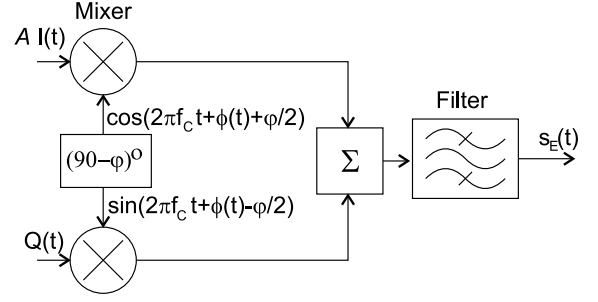 Mixer
A I(t)
cos(2πf_C t+ϕ(t)+φ/2)
Filter
(90−φ)^o
Σ
s_E(t)
sin(2πf_C t+ϕ(t)-φ/2)
Q(t)